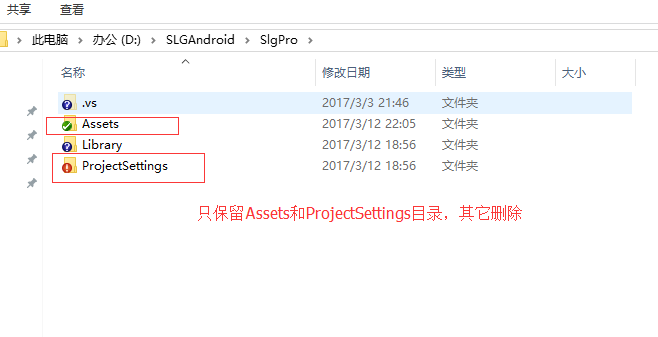 共享 查看
此电脑 办公 (D:) SLGAndroid SlgPro
名称 修改日期 类型 大小
.vs 2017/3/3 21:46 文件夹
Assets 2017/3/12 22:05 文件夹
Library 2017/3/12 18:56 文件夹
ProjectSettings 2017/3/12 18:56 文件夹
只保留Assets和ProjectSettings目录，其它删除